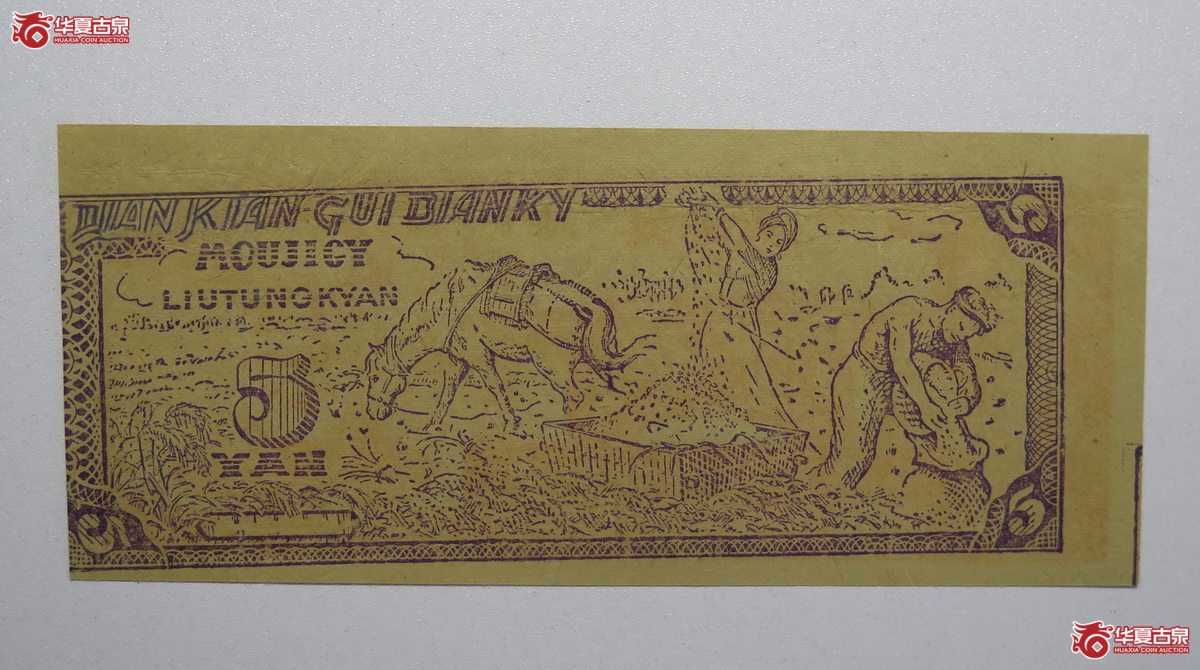 华夏古泉
HUAXIA COIN AUCTION
DIAN KIAN-GUI BIANKY
MOUJICY
LIUTUNGKYAN
5
5
YAN
5
5
华夏古泉
HUAXIA COIN AUCTION